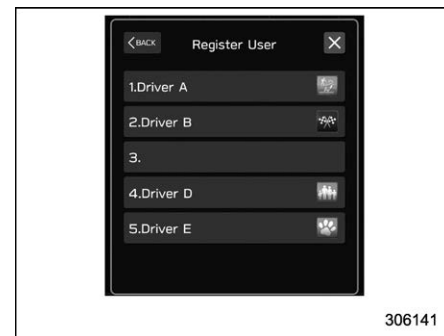 BACK
Register User
1.Driver A
2.Driver B
3.
4.Driver D
5.Driver E
306141